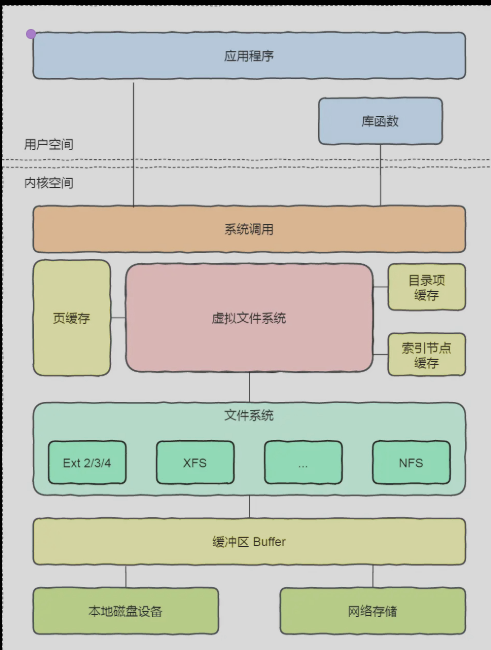 应用程序
库函数
用户空间
内核空间
系统调用
页缓存
虚拟文件系统
目录项
缓存
索引节点
缓存
文件系统
Ext 2/3/4
XFS
...
NFS
缓冲区 Buffer
本地磁盘设备
网络存储